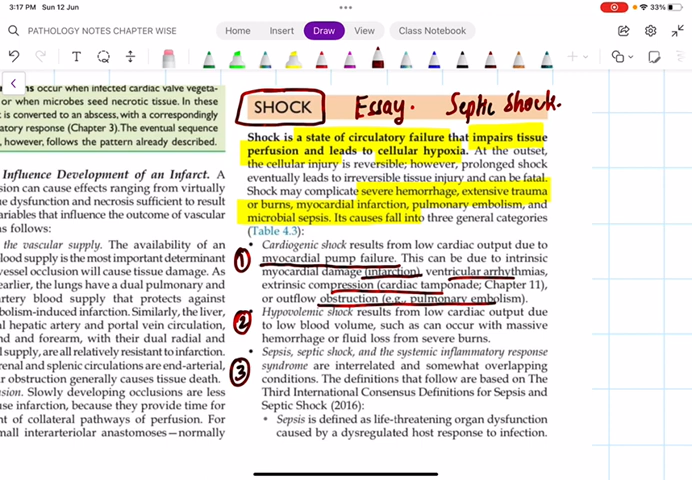 3:17 PM Sun 12 Jun
33%
PATHOLOGY NOTES CHAPTER WISE
Home Insert Draw View Class Notebook
occur when infected cardiac valve vegeta-
or when microbes seed necrotic tissue. In these
is converted to an abscess, with a correspondingly
atory response (Chapter 3). The eventual sequence
, however, follows the pattern already described.
Influence Development of an Infarct. A
sion can cause effects ranging from virtually
ue dysfunction and necrosis sufficient to result
variables that influence the outcome of vascular
as follows:
the vascular supply. The availability of an
blood supply is the most important determinant
vessel occlusion will cause tissue damage. As
earlier, the lungs have a dual pulmonary and
artery blood supply that protects against
bolism-induced infarction. Similarly, the liver,
al hepatic artery and portal vein circulation,
nd and forearm, with their dual radial and
l supply, are all relatively resistant to infarction.
renal and splenic circulations are end-arterial,
r obstruction generally causes tissue death.
usion. Slowly developing occlusions are less
use infarction, because they provide time for
nt of collateral pathways of perfusion. For
mall interarteriolar anastomoses—normally
SHOCK Essay. Septic Shock.
Shock is a state of circulatory failure that impairs tissue
perfusion and leads to cellular hypoxia. At the outset,
the cellular injury is reversible; however, prolonged shock
eventually leads to irreversible tissue injury and can be fatal.
Shock may complicate severe hemorrhage, extensive trauma
or burns, myocardial infarction, pulmonary embolism, and
microbial sepsis. Its causes fall into three general categories
(Table 4.3):
• Cardiogenic shock results from low cardiac output due to
1 myocardial pump failure. This can be due to intrinsic
myocardial damage (infarction), ventricular arrhythmias,
extrinsic compression (cardiac tamponade; Chapter 11),
or outflow obstruction (e.g., pulmonary embolism).
• Hypovolemic shock results from low cardiac output due
2 to low blood volume, such as can occur with massive
hemorrhage or fluid loss from severe burns.
• Sepsis, septic shock, and the systemic inflammatory response
3 syndrome are interrelated and somewhat overlapping
conditions. The definitions that follow are based on The
Third International Consensus Definitions for Sepsis and
Septic Shock (2016):
• Sepsis is defined as life-threatening organ dysfunction
caused by a dysregulated host response to infection.